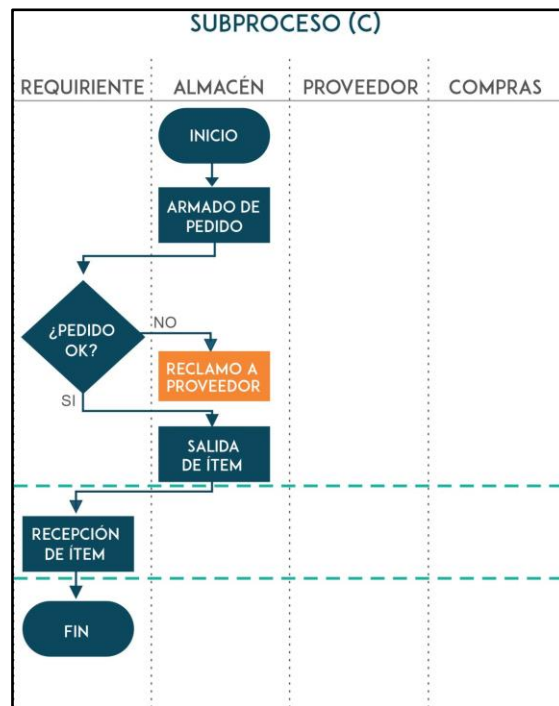 SUBPROCESO (C)
REQUIRIENTE ALMACÉN PROVEEDOR COMPRAS
INICIO
ARMADO DE
PEDIDO
¿PEDIDO
OK?
NO
RECLAMO A
PROVEEDOR
SI
SALIDA
DE ÍTEM
RECEPCIÓN
DE ÍTEM
FIN